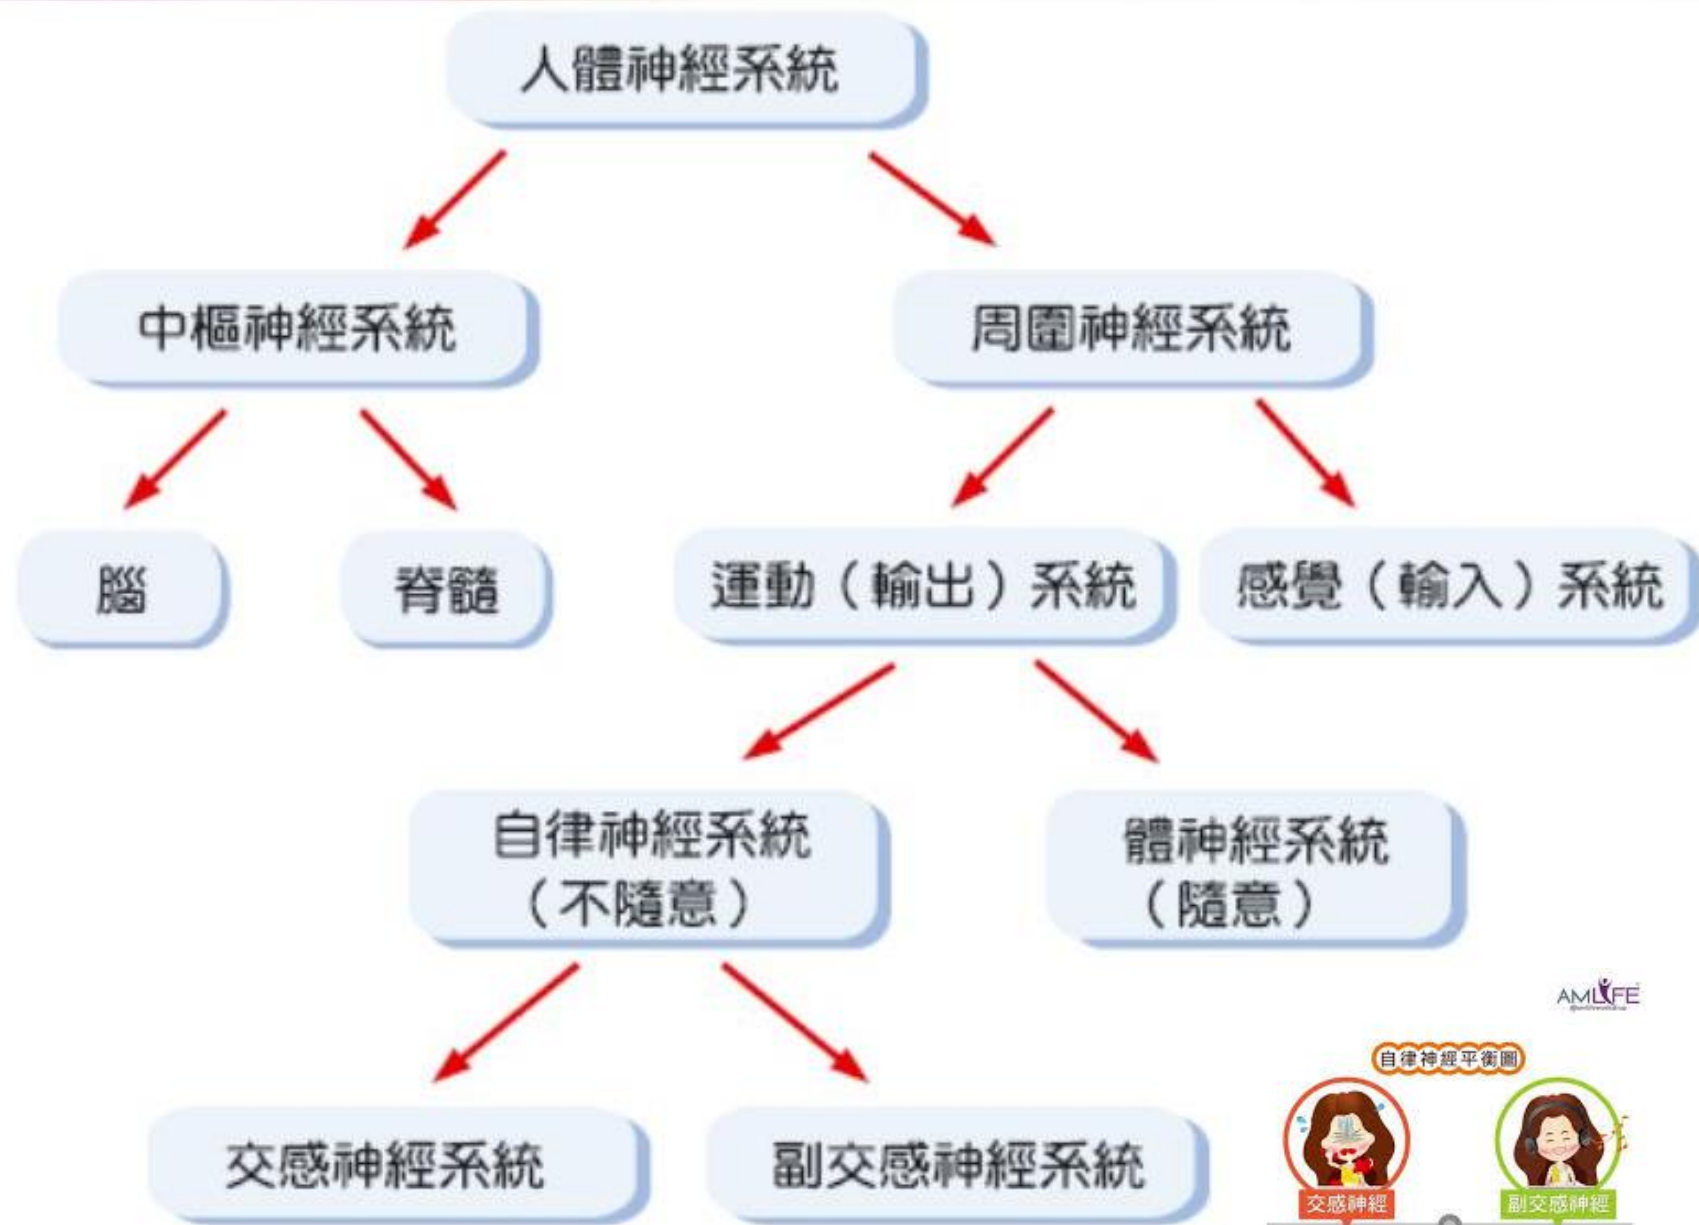 人體神經系統
中樞神經系統
周圍神經系統
腦
脊髓
運動（輸出）系統
感覺（輸入）系統
自律神經系統
（不隨意）
體神經系統
（隨意）
AMLIFE
自律神經平衡圖
交感神經系統
副交感神經系統
交感神經
副交感神經